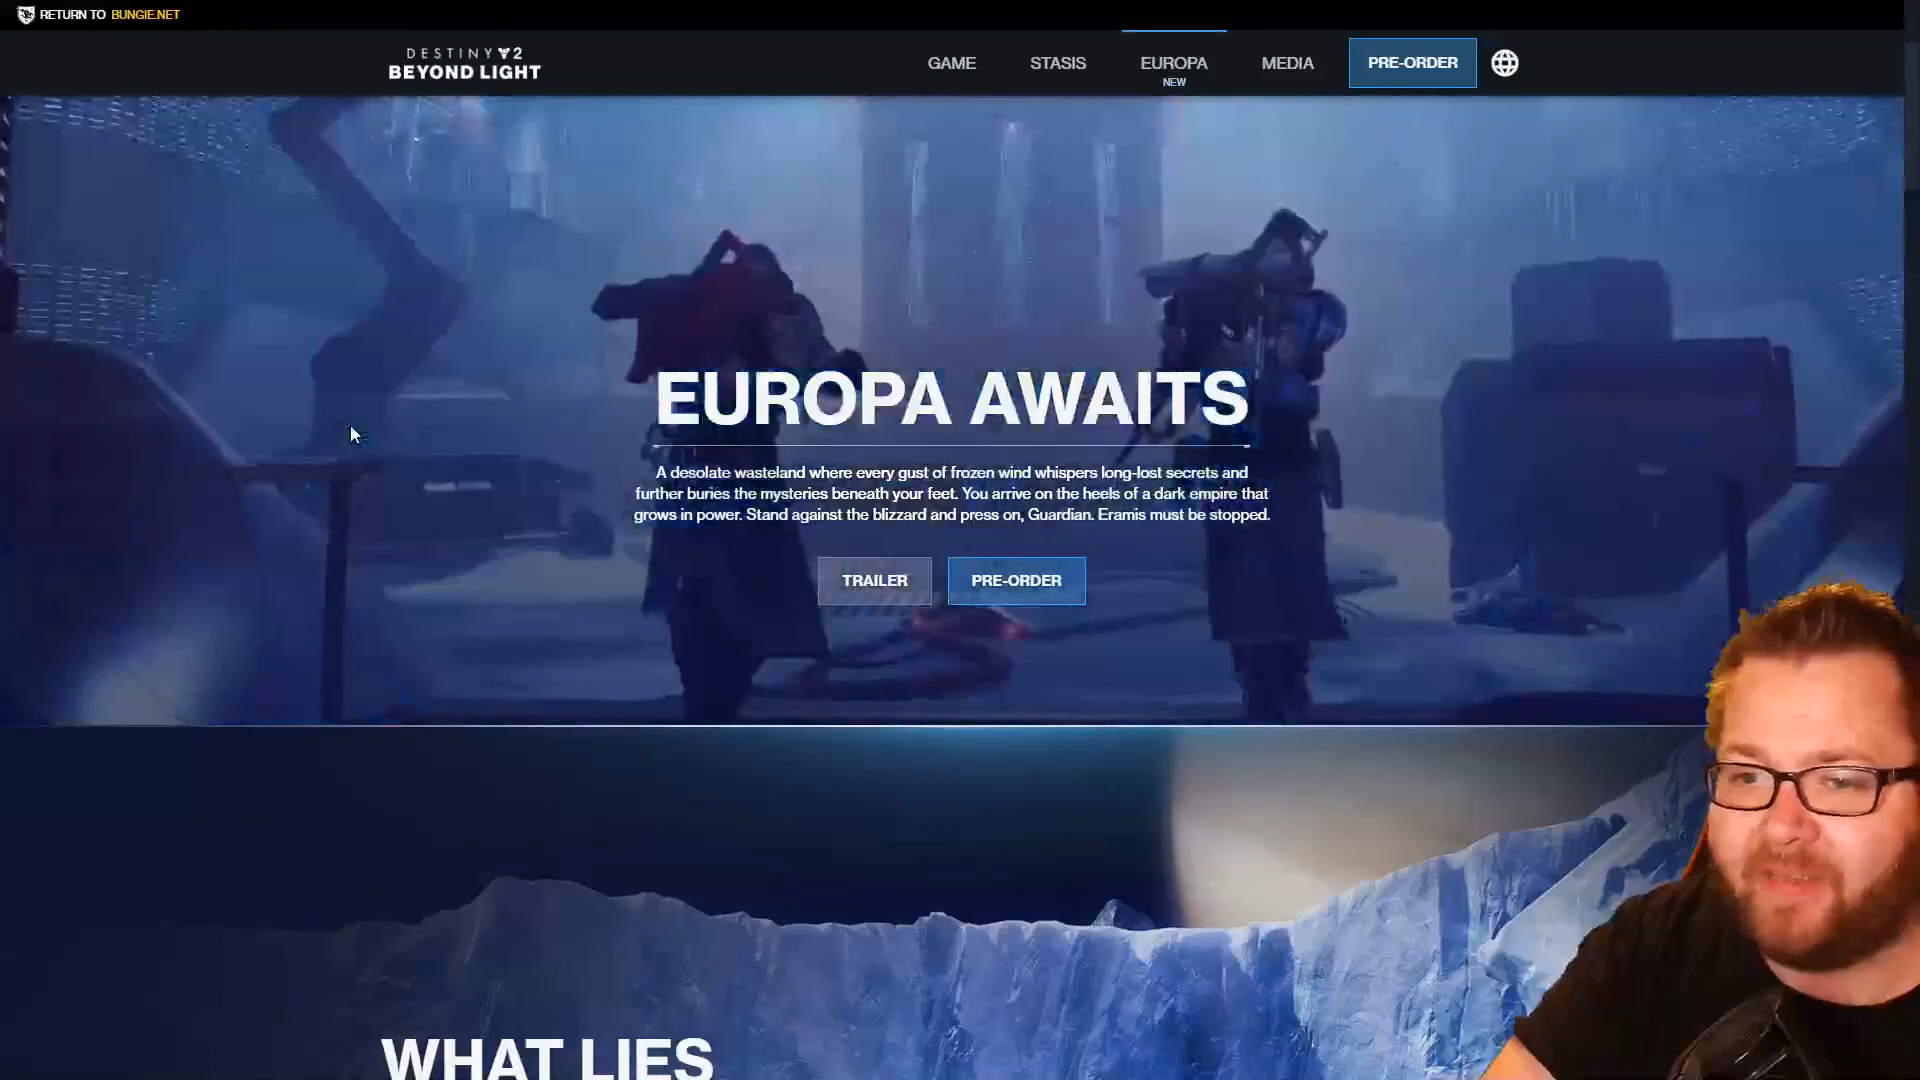 RETURN TO BUNGIE.NET
DESTINY 2
BEYOND LIGHT
GAME
STASIS
EUROPA
NEW
MEDIA
PRE-ORDER
EUROPA AWAITS
A desolate wasteland where every gust of frozen wind whispers long-lost secrets and
further buries the mysteries beneath your feet. You arrive on the heels of a dark empire that
grows in power. Stand against the blizzard and press on, Guardian. Eramis must be stopped.
TRAILER
PRE-ORDER
WHAT LIES